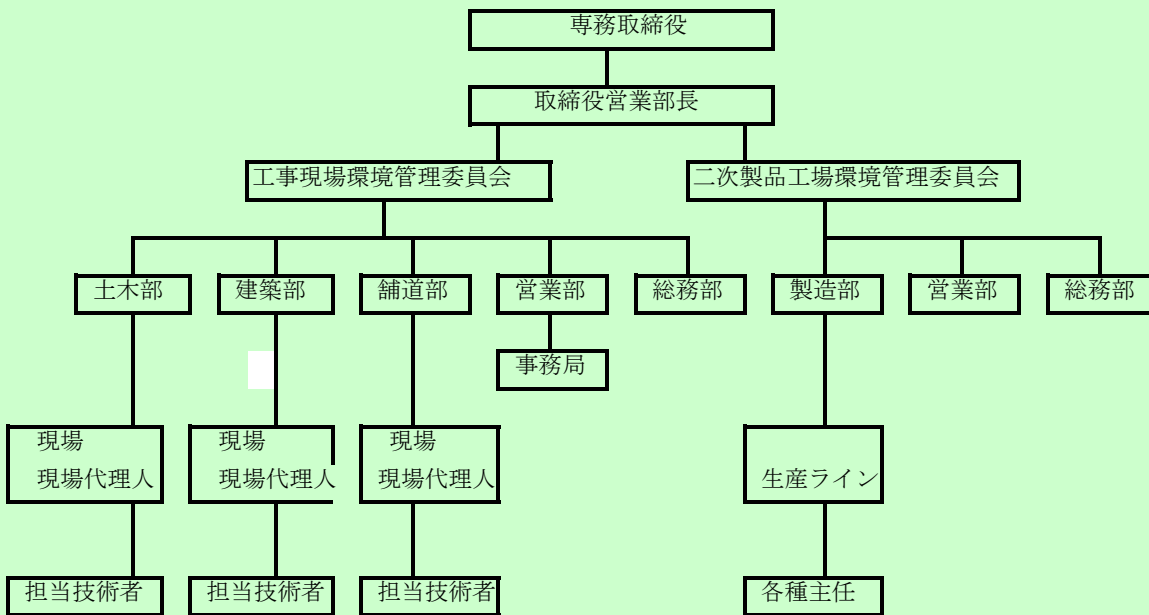 専務取締役
取締役営業部長
工事現場環境管理委員会
二次製品工場環境管理委員会
土木部
建築部
舗道部
営業部
総務部
製造部
営業部
総務部
事務局
現場
現場代理人
現場
現場代理人
現場
現場代理人
生産ライン
担当技術者
担当技術者
担当技術者
各種主任